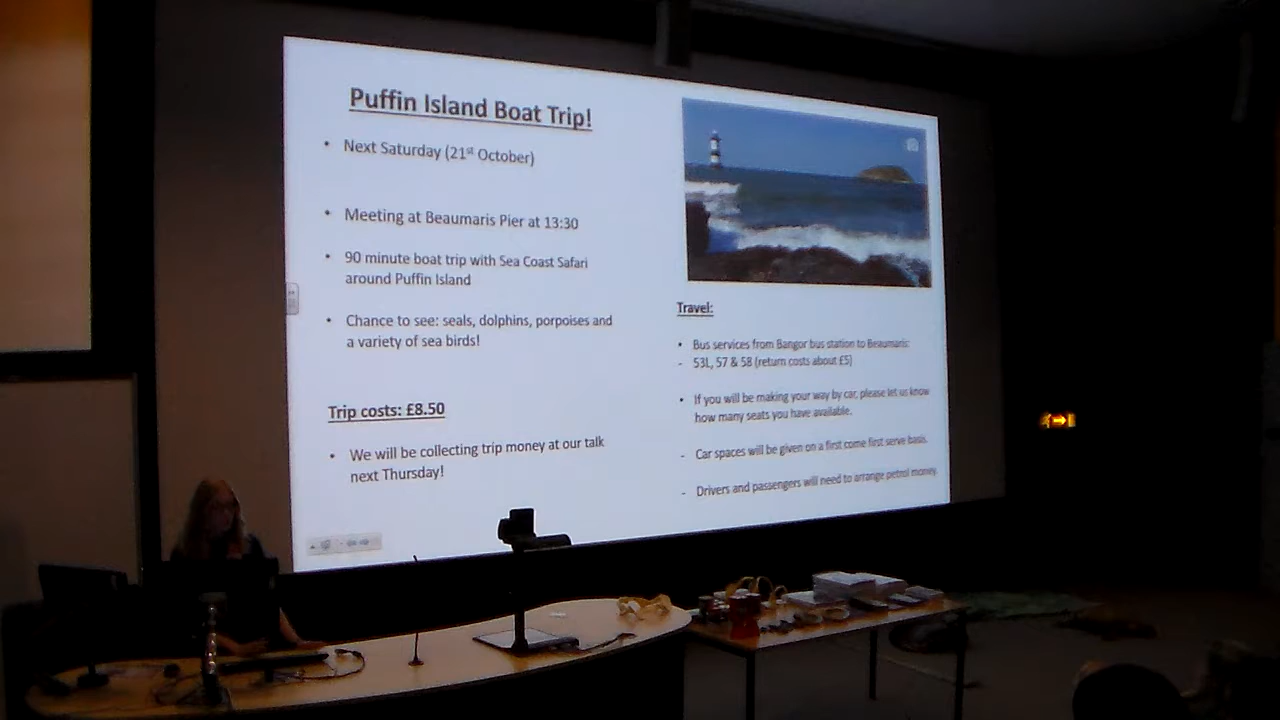 Puffin Island Boat Trip!
• Next Saturday (21st October)
• Meeting at Beaumaris Pier at 13:30
• 90 minute boat trip with Sea Coast Safari
around Puffin Island
• Chance to see: seals, dolphins, porpoises and
a variety of sea birds!
Trip costs: £8.50
• We will be collecting trip money at our talk
next Thursday!
Travel:
• Bus services from Bangor bus station to Beaumaris:
- 53L, 57 & 58 (return costs about £5)
• If you will be making your way by car, please let us know
how many seats you have available.
- Car spaces will be given on a first come first serve basis.
- Drivers and passengers will need to arrange petrol money.